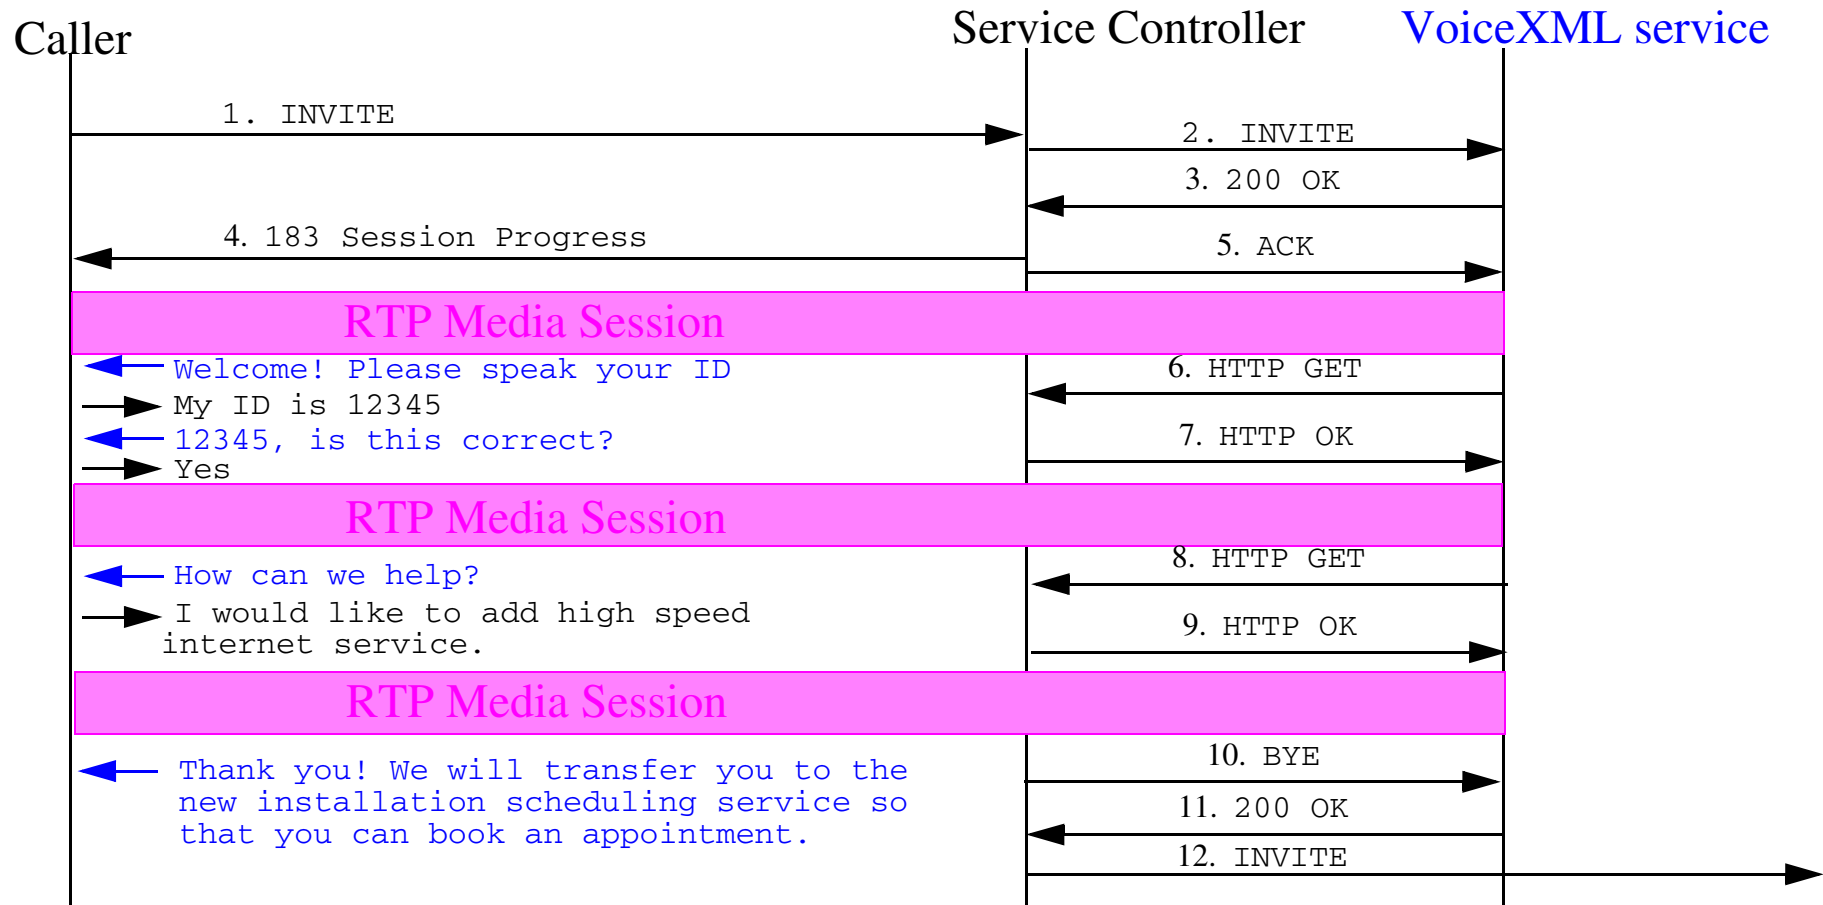 Caller
Service Controller
VoiceXML service
1. INVITE
2. INVITE
3. 200 OK
4. 183 Session Progress
5. ACK
RTP Media Session
Welcome! Please speak your ID
6. HTTP GET
My ID is 12345
12345, is this correct?
7. HTTP OK
Yes
RTP Media Session
8. HTTP GET
How can we help?
I would like to add high speed
internet service.
9. HTTP OK
RTP Media Session
10. BYE
Thank you! We will transfer you to the
new installation scheduling service so
that you can book an appointment.
11. 200 OK
12. INVITE